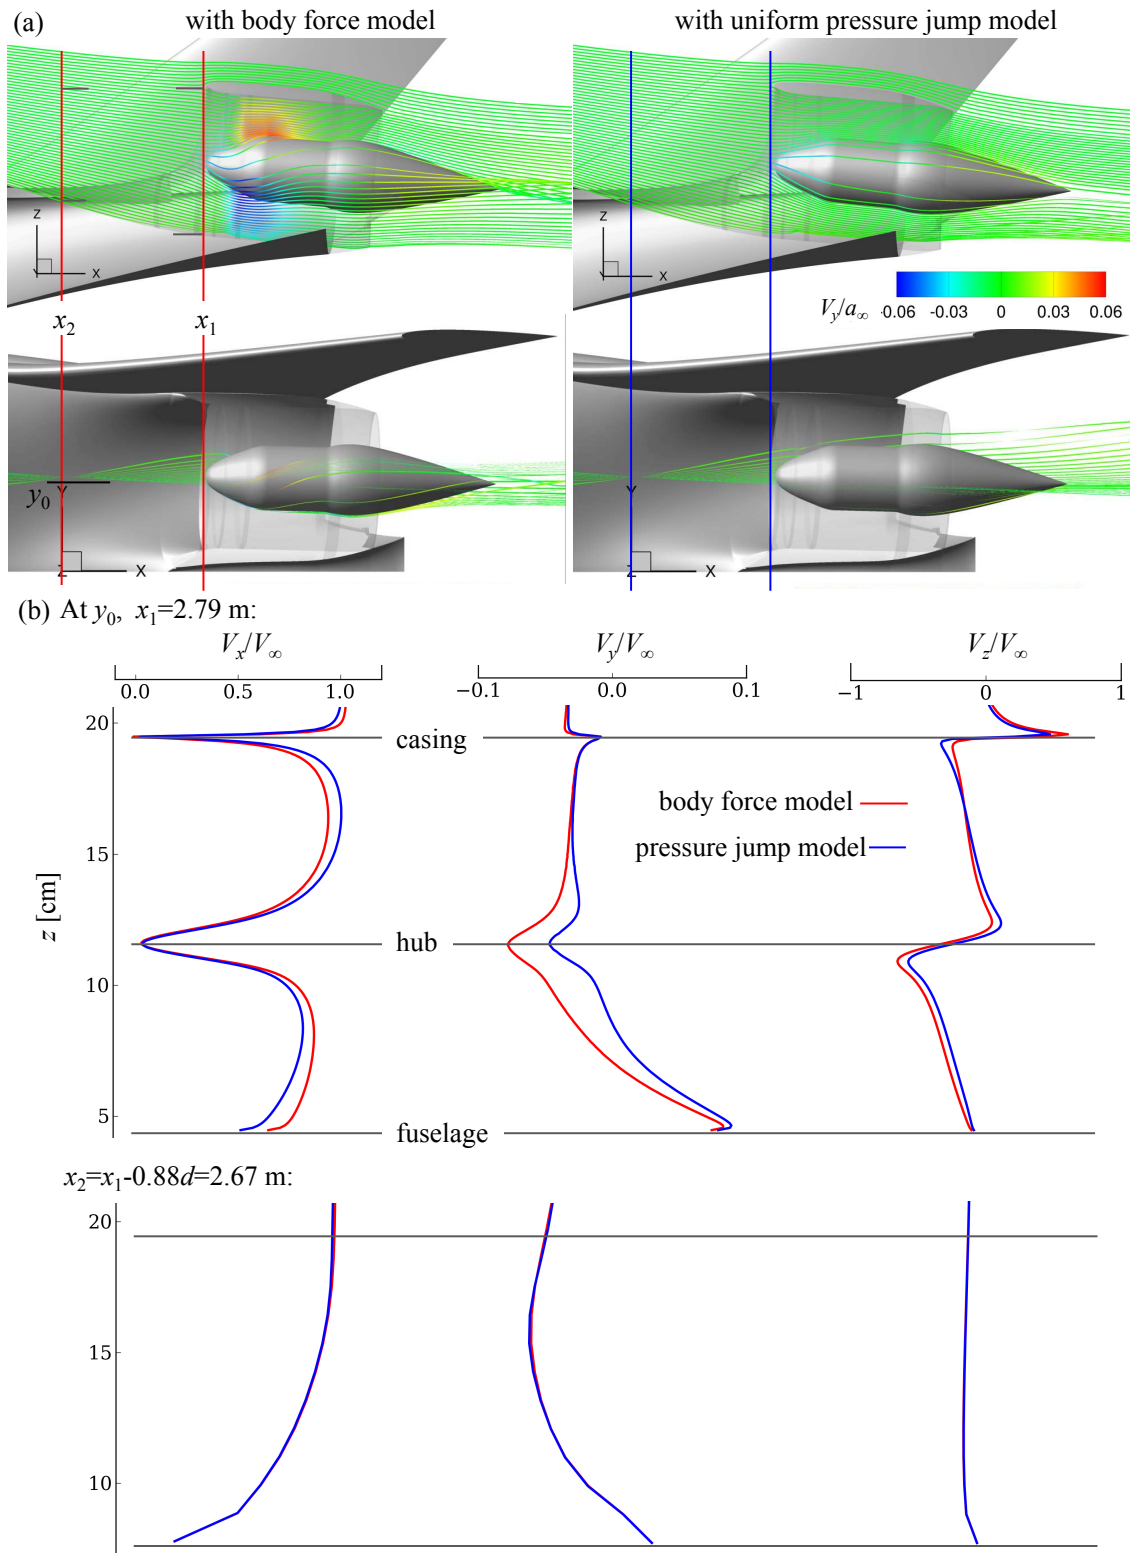 (a)
with body force model
with uniform pressure jump model
z
x
z
x
V_y/a_∞
-0.06 -0.03 0 0.03 0.06
x_2
x_1
y_0
Y
Z
X
Y
Z
X
(b) At y_0, x_1=2.79 m:
V_x/V_∞
V_y/V_∞
V_z/V_∞
0.0 0.5 1.0
−0.1 0.0 0.1
−1 0 1
20
casing
body force model
pressure jump model
15
z [cm]
hub
10
5
fuselage
x_2=x_1-0.88d=2.67 m:
20
15
10